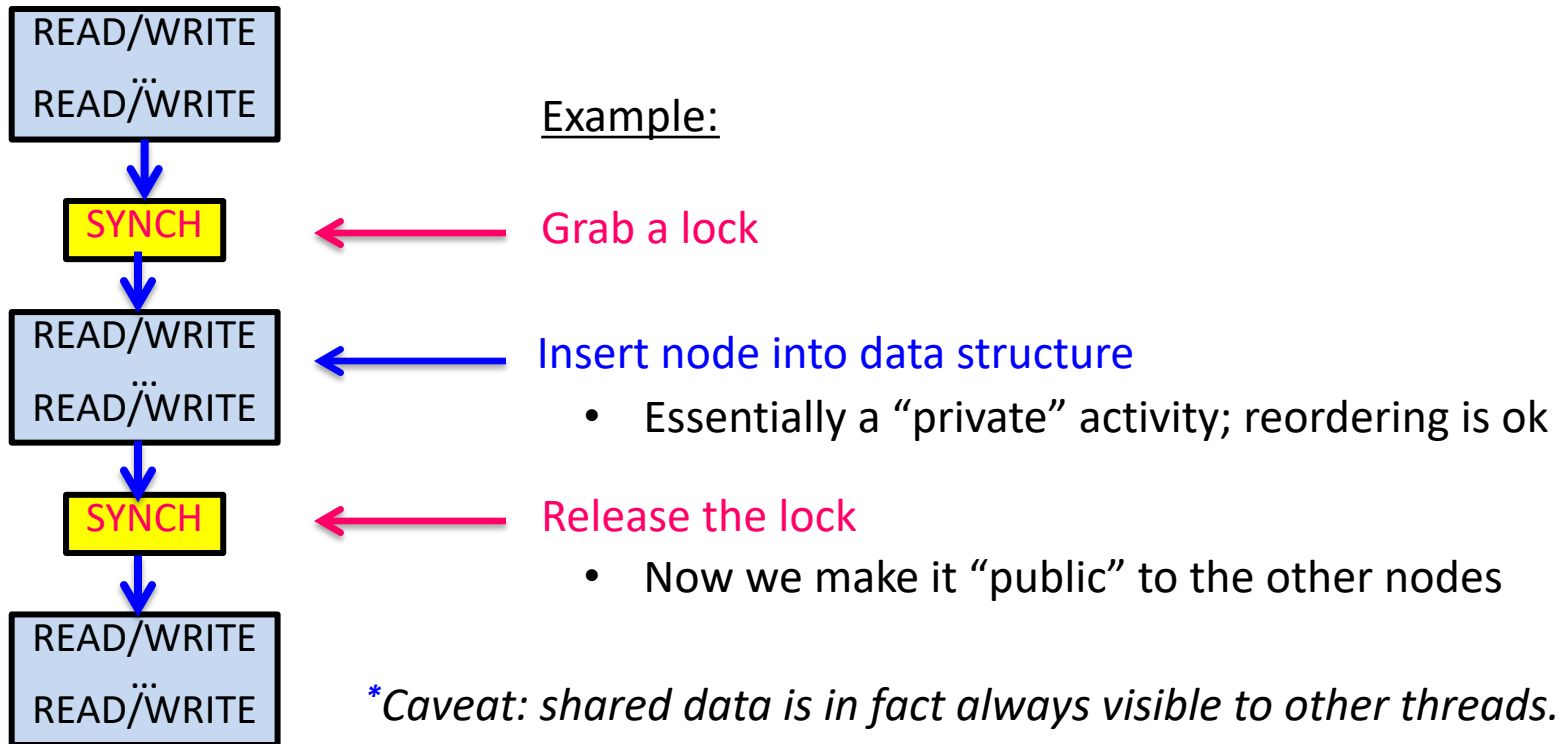 READ/WRITE
...
READ/WRITE
Example:
SYNCH
Grab a lock
READ/WRITE
...
READ/WRITE
Insert node into data structure
• Essentially a “private” activity; reordering is ok
SYNCH
Release the lock
• Now we make it “public” to the other nodes
READ/WRITE
...
READ/WRITE
*Caveat: shared data is in fact always visible to other threads.